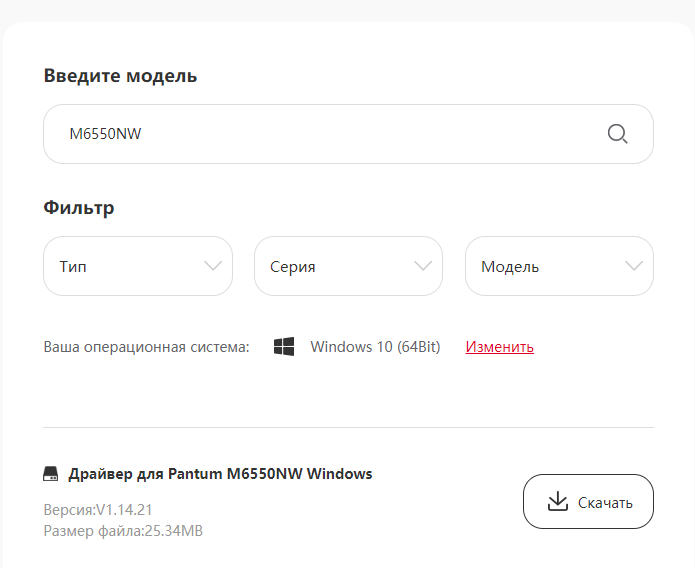 Введите модель
M6550NW
Фильтр
Тип Серия Модель
Ваша операционная система: Windows 10 (64Bit) Изменить
Драйвер для Pantum M6550NW Windows
Версия:V1.14.21
Скачать
Размер файла:25.34MB